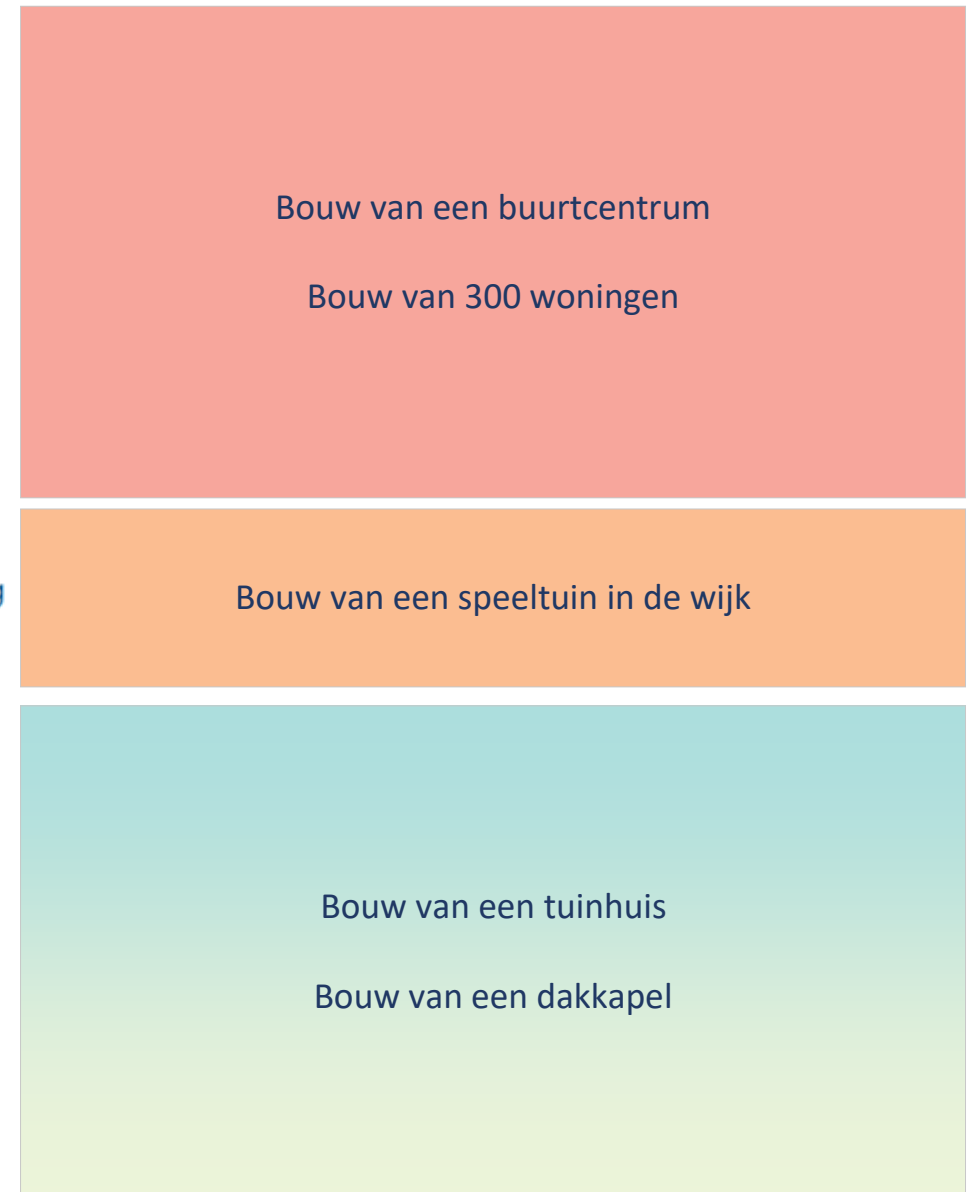 Bouw van een buurtcentrum
Bouw van 300 woningen
Bouw van een speeltuin in de wijk
Bouw van een tuinhuis
Bouw van een dakkapel